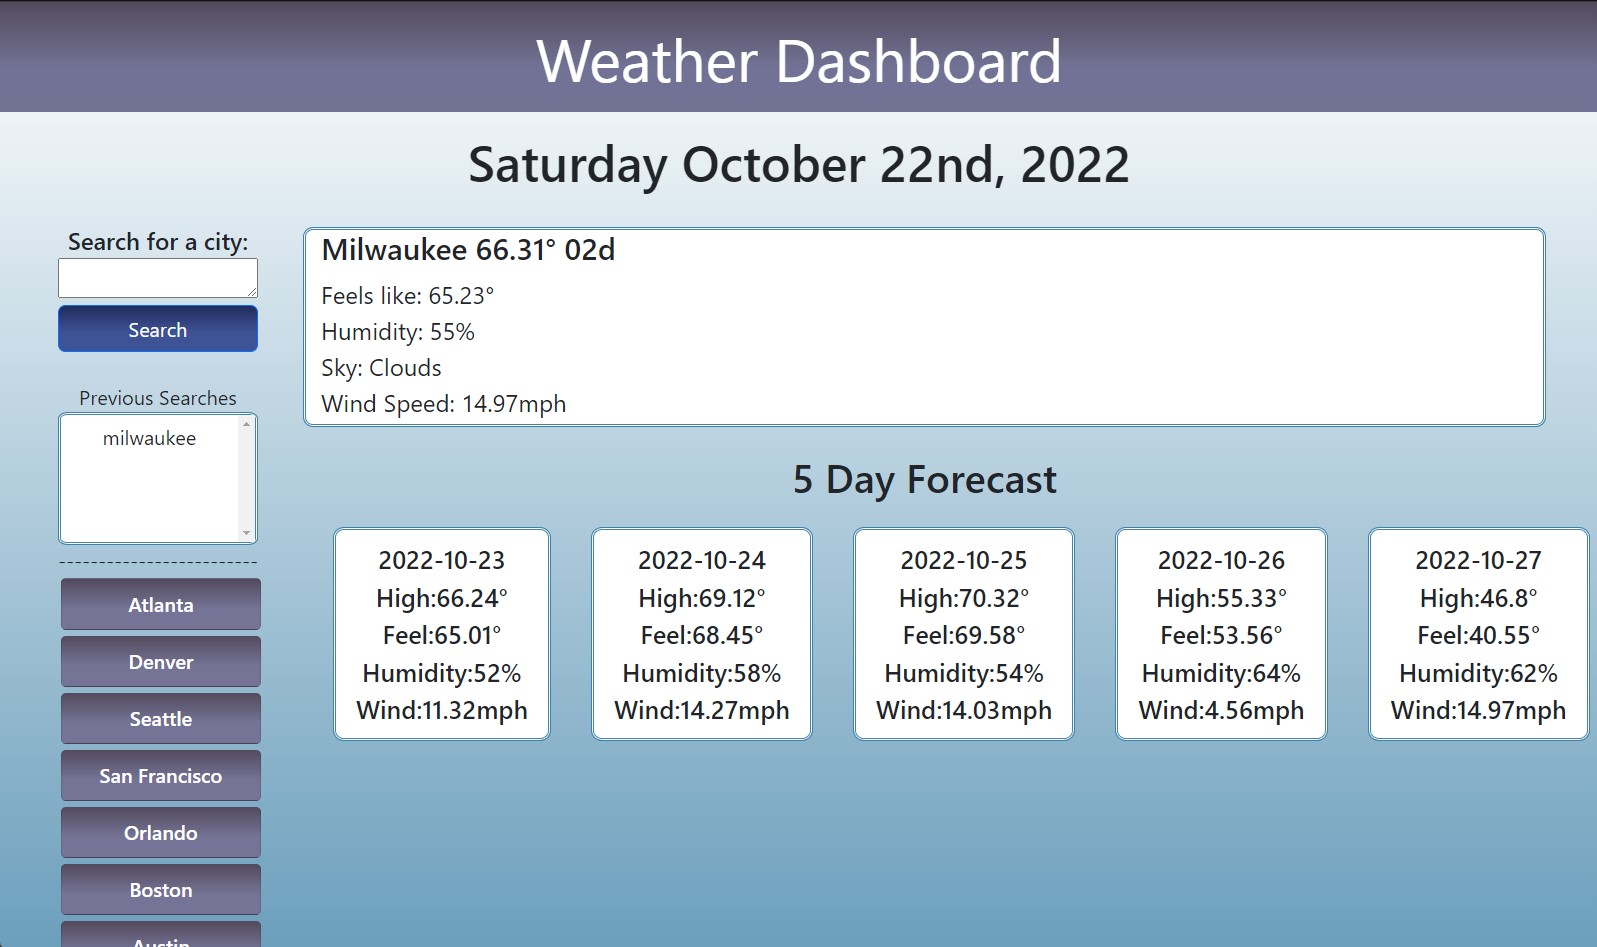 Weather Dashboard
Saturday October 22nd, 2022
Search for a city:
Search
Previous Searches
milwaukee
--------------------------
Atlanta
Denver
Seattle
San Francisco
Orlando
Boston
Austin
Milwaukee 66.31° 02d
Feels like: 65.23°
Humidity: 55%
Sky: Clouds
Wind Speed: 14.97mph
5 Day Forecast
2022-10-23
High:66.24°
Feel:65.01°
Humidity:52%
Wind:11.32mph
2022-10-24
High:69.12°
Feel:68.45°
Humidity:58%
Wind:14.27mph
2022-10-25
High:70.32°
Feel:69.58°
Humidity:54%
Wind:14.03mph
2022-10-26
High:55.33°
Feel:53.56°
Humidity:64%
Wind:4.56mph
2022-10-27
High:46.8°
Feel:40.55°
Humidity:62%
Wind:14.97mph